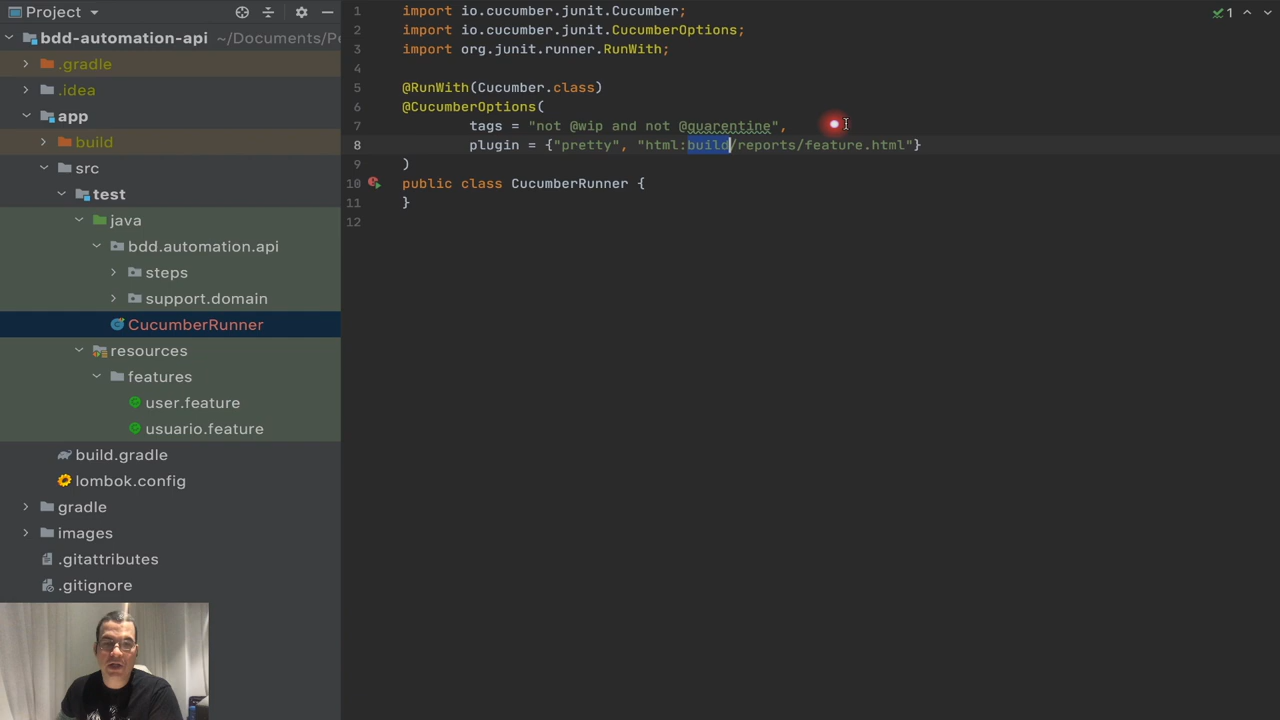 Project
bdd-automation-api ~/Documents/P
.gradle
.idea
app
build
src
test
java
bdd.automation.api
steps
support.domain
CucumberRunner
resources
features
user.feature
usuario.feature
build.gradle
lombok.config
gradle
images
.gitattributes
.gitignore
1 import io.cucumber.junit.Cucumber;
2 import io.cucumber.junit.CucumberOptions;
3 import org.junit.runner.RunWith;
4
5 @RunWith(Cucumber.class)
6 @CucumberOptions(
7 tags = "not @wip and not @quarentine",
8 plugin = {"pretty", "html:build/reports/feature.html"}
9 )
10 public class CucumberRunner {
11 }
12
1